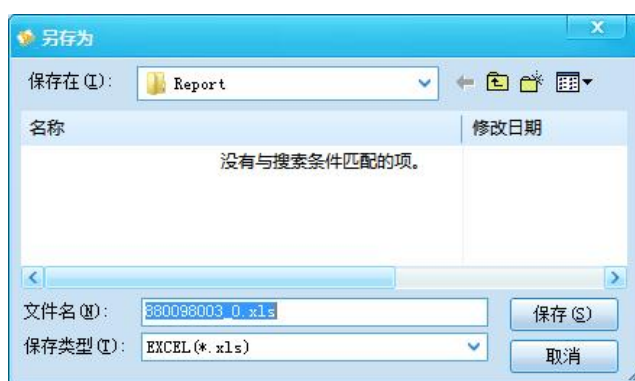 另存为
保存在(I):
Report
名称
修改日期
没有与搜索条件匹配的项。
文件名(N):
880098003_0.xls
保存(S)
保存类型(T):
EXCEL(*.xls)
取消